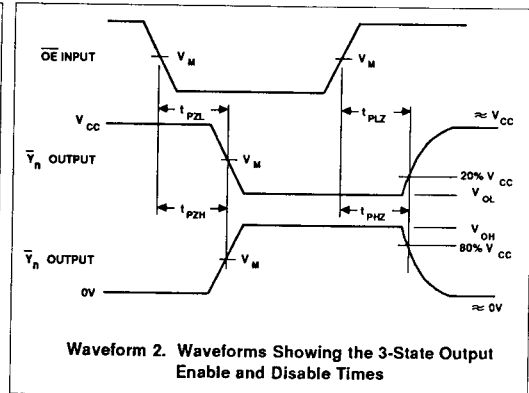 OE INPUT
V M
V M
t PZL
t PLZ
≈ V CC
V CC
Y n OUTPUT
V M
20% V CC
V OL
t PZH
t PHZ
V OH
80% V CC
Y n OUTPUT
V M
0V
≈ 0V
Waveform 2. Waveforms Showing the 3-State Output
Enable and Disable Times